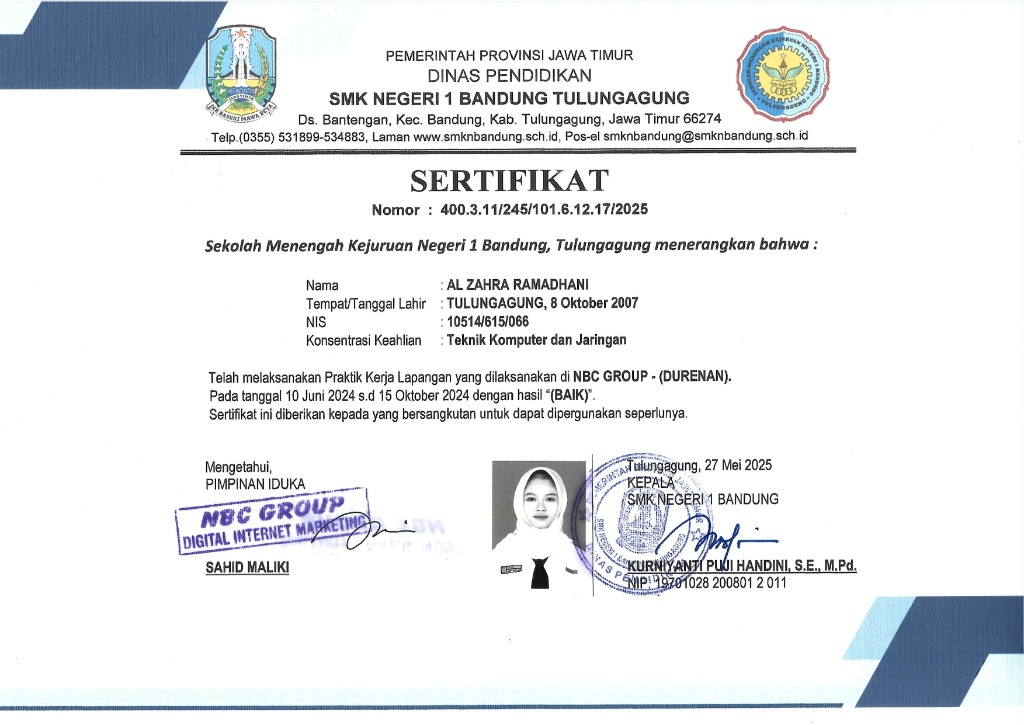 PEMERINTAH PROVINSI JAWA TIMUR
DINAS PENDIDIKAN
SMK NEGERI 1 BANDUNG TULUNGAGUNG
Ds. Bantengan, Kec. Bandung, Kab. Tulungagung, Jawa Timur 66274
Telp.(0355) 531899-534883, Laman www.smknbandung.sch.id, Pos-el smknbandung@smknbandung.sch.id
SERTIFIKAT
Nomor : 400.3.11/245/101.6.12.17/2025
Sekolah Menengah Kejuruan Negeri 1 Bandung, Tulungagung menerangkan bahwa :
Nama : AL ZAHRA RAMADHANI
Tempat/Tanggal Lahir : TULUNGAGUNG, 8 Oktober 2007
NIS : 10514/615/066
Konsentrasi Keahlian : Teknik Komputer dan Jaringan
Telah melaksanakan Praktik Kerja Lapangan yang dilaksanakan di NBC GROUP - (DURENAN).
Pada tanggal 10 Juni 2024 s.d 15 Oktober 2024 dengan hasil “(BAIK)”.
Sertifikat ini diberikan kepada yang bersangkutan untuk dapat dipergunakan seperlunya.
Mengetahui,
PIMPINAN IDUKA
NBC GROUP
DIGITAL INTERNET MARKETING
SAHID MALIKI
Tulungagung, 27 Mei 2025
KEPALA
SMK NEGERI 1 BANDUNG
KURNIYANTI PUJI HANDINI, S.E., M.Pd.
NIP. 19701028 200801 2 011